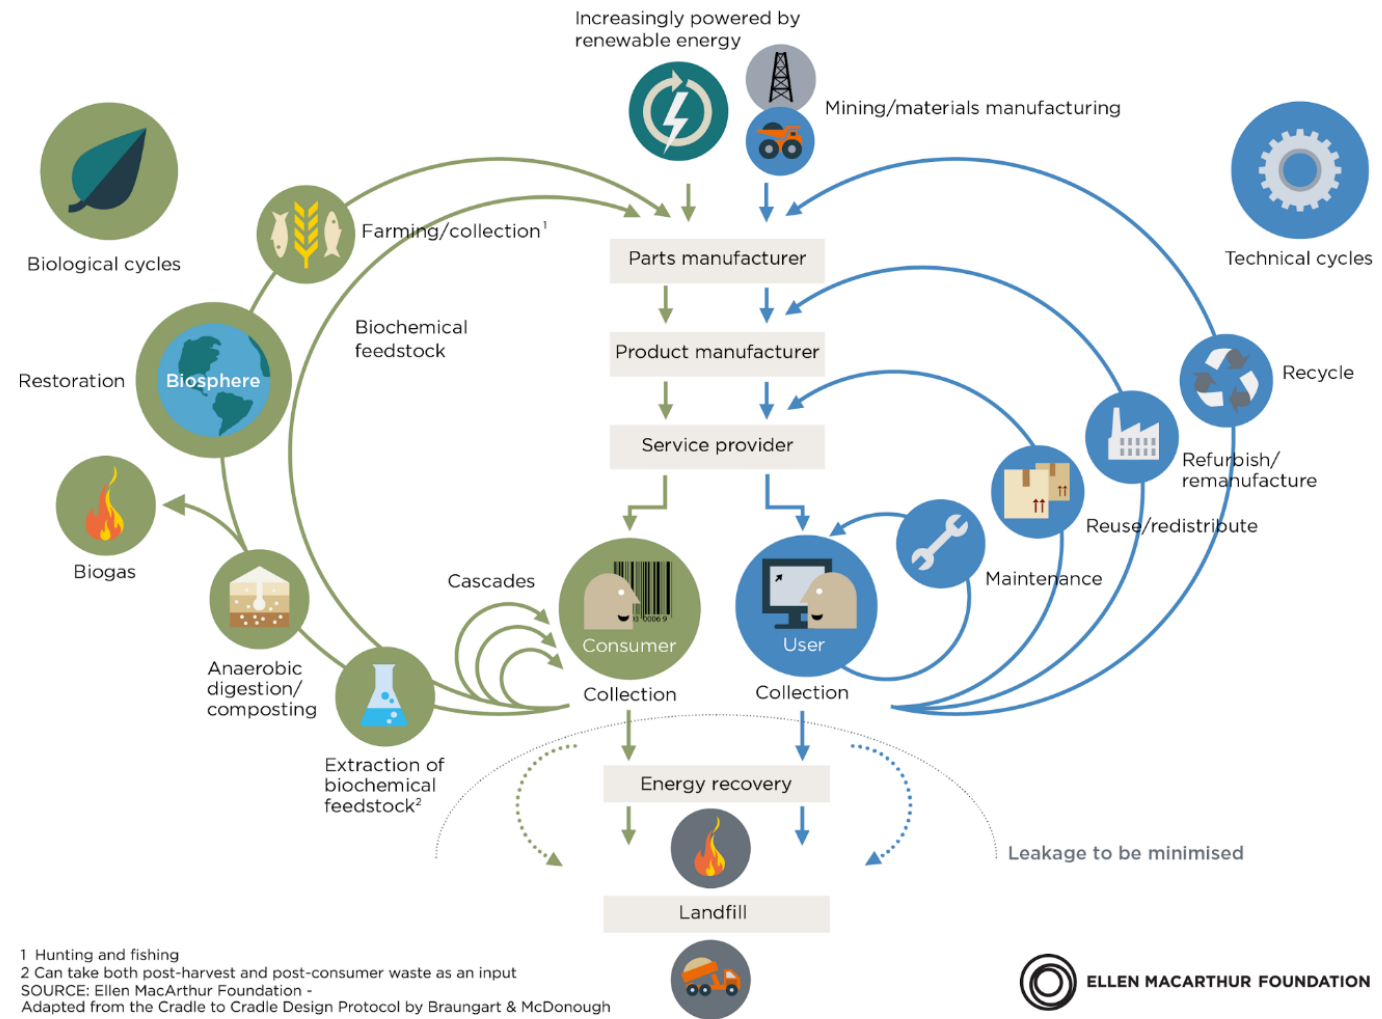 Increasingly powered by
renewable energy
Mining/materials manufacturing
Biological cycles
Technical cycles
Farming/collection¹
Parts manufacturer
Biochemical
feedstock
Product manufacturer
Restoration
Biosphere
Recycle
Service provider
Refurbish/
remanufacture
Reuse/redistribute
Biogas
Cascades
Maintenance
03 0006 9
Consumer
User
Anaerobic
digestion/
composting
Collection
Collection
Extraction of
biochemical
feedstock²
Energy recovery
Leakage to be minimised
Landfill
1 Hunting and fishing
2 Can take both post-harvest and post-consumer waste as an input
SOURCE: Ellen MacArthur Foundation -
Adapted from the Cradle to Cradle Design Protocol by Braungart & McDonough
ELLEN MACARTHUR FOUNDATION